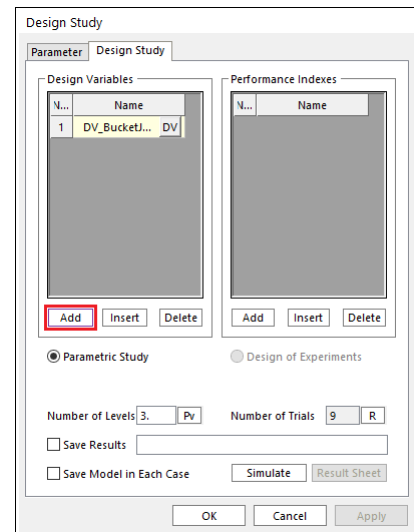 Design Study
Parameter Design Study
Design Variables
N... Name
1 DV_BucketJ... DV
Add Insert Delete
Performance Indexes
N... Name
Add Insert Delete
Parametric Study Design of Experiments
Number of Levels 3. Pv Number of Trials 9 R
Save Results
Save Model in Each Case Simulate Result Sheet
OK Cancel Apply